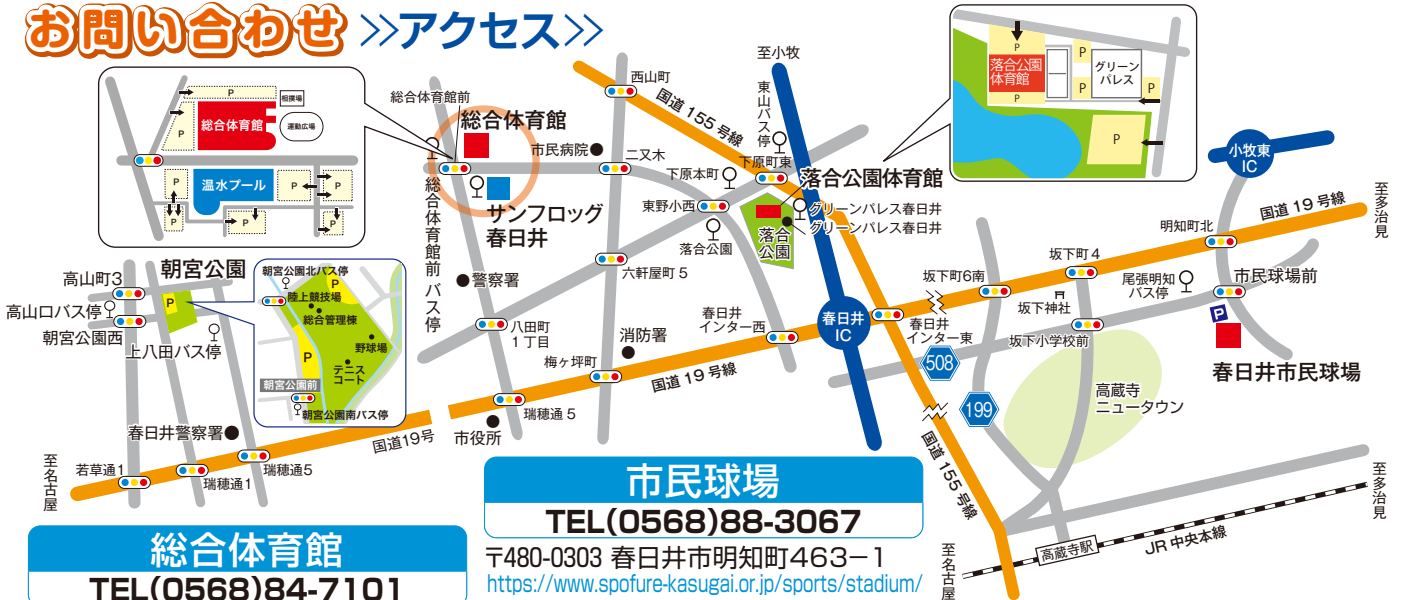 お問い合わせ ≫アクセス≫
P
相撲場
総合体育館
運動広場
P
温水プール
P
P
P
P
P
P
総合体育館前
総合体育館
市民病院
サンフロッグ
春日井
総合体育館前バス停
警察署
八田町
1丁目
西山町
国道155号線
二又木
下原本町
東野小西
落合公園
六軒屋町5
消防署
梅ヶ坪町
至小牧
東山バス停
下原町東
落合公園体育館
グリーンパレス春日井
グリーンパレス春日井
落合
公園
P
落合公園
体育館
P
P
グリーン
パレス
P
P
P
小牧東
IC
至多治見
国道19号線
明知町北
坂下町4
坂下町6南
尾張明知
バス停
市民球場前
坂下神社
坂下小学校前
P
春日井市民球場
春日井
インター西
春日井
IC
春日井
インター東
508
199
高蔵寺
ニュータウン
国道155号線
至多治見
JR中央本線
高蔵寺駅
至名古屋
高山町3
朝宮公園
高山口バス停
朝宮公園西
P
上八田バス停
朝宮公園北バス停
P
陸上競技場
総合管理棟
野球場
P
テニス
コート
朝宮公園前
朝宮公園南バス停
春日井警察署
国道19号
国道19号線
瑞穂通5
市役所
若草通1
瑞穂通1
瑞穂通5
至名古屋
総合体育館
TEL(0568)84-7101
市民球場
TEL(0568)88-3067
〒480-0303 春日井市明知町463−1
https://www.spofure-kasugai.or.jp/sports/stadium/